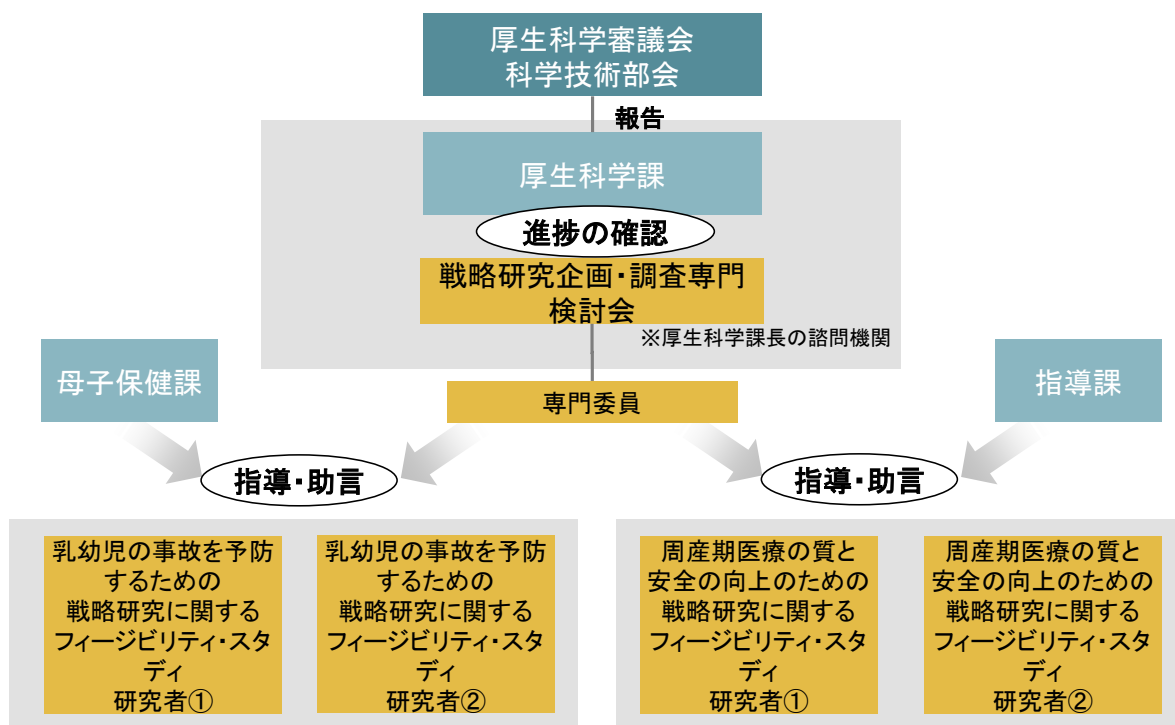 厚生科学審議会
科学技術部会
報告
厚生科学課
進捗の確認
戦略研究企画・調査専門
検討会
※厚生科学課長の諮問機関
母子保健課
専門委員
指導課
指導・助言
指導・助言
乳幼児の事故を予防
するための
戦略研究に関する
フィージビリティ・スタ
ディ
研究者①
乳幼児の事故を予防
するための
戦略研究に関する
フィージビリティ・スタ
ディ
研究者②
周産期医療の質と
安全の向上のための
戦略研究に関する
フィージビリティ・スタ
ディ
研究者①
周産期医療の質と
安全の向上のための
戦略研究に関する
フィージビリティ・スタ
ディ
研究者②